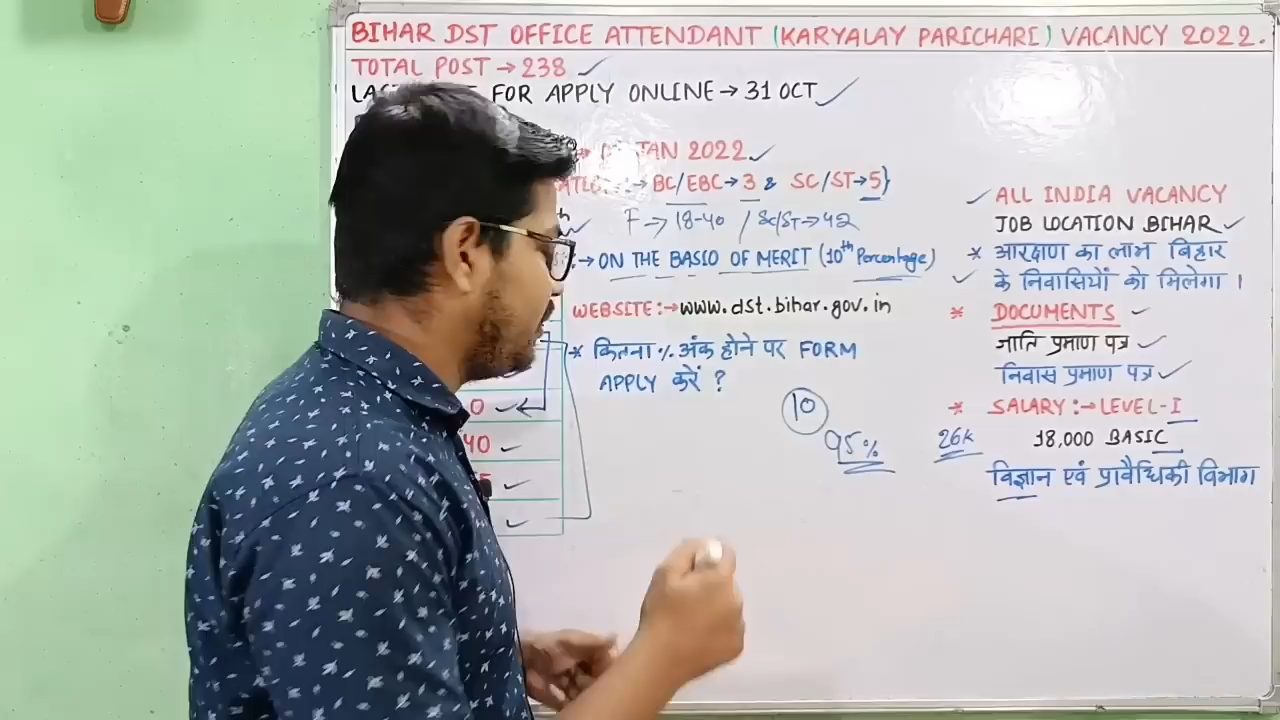 BIHAR DST OFFICE ATTENDANT (KARYALAY PARICHARI) VACANCY 2022.
TOTAL POST → 238
FOR APPLY ONLINE → 31 OCT
JAN 2022
→ BC/EBC → 3 & SC/ST → 5}
F → 18-40 / SC/ST → 42
:→ ON THE BASIO OF MERIT (10th Percentage)
WEBSITE :→ www.dst.bihar.gov.in
* कितना % अंक होने पर FORM
APPLY करें ?
10
95%
0
40
ALL INDIA VACANCY
JOB LOCATION BIHAR
* आरक्षण का लाभ बिहार
के निवासियों को मिलेगा ।
* DOCUMENTS
जाति प्रमाण पत्र
निवास प्रमाण पत्र
* SALARY :→ LEVEL-I
26k 18,000 BASIC
विज्ञान एवं प्रावैधिकी विभाग